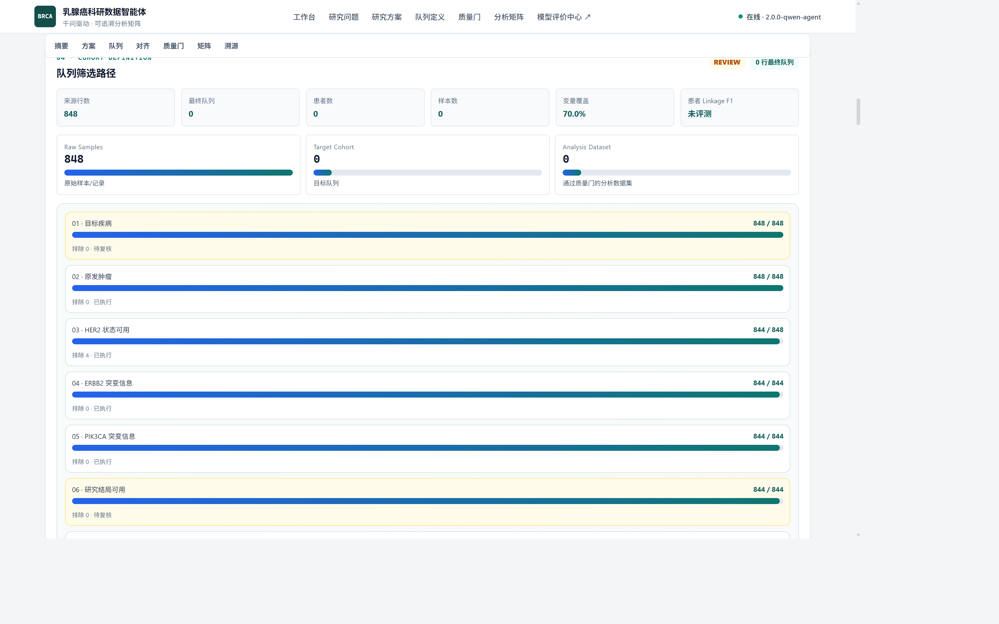 BRCA
乳腺癌科研数据智能体
千问驱动 · 可追溯分析矩阵
工作台 研究问题 研究方案 队列定义 质量门 分析矩阵 模型评价中心 ↗
在线 · 2.0.0-qwen-agent
摘要 方案 队列 对齐 质量门 矩阵 溯源
04 · COHORT DEFINITION
队列筛选路径
REVIEW
0 行最终队列
来源行数
848
最终队列
0
患者数
0
样本数
0
变量覆盖
70.0%
患者 Linkage F1
未评测
Raw Samples
848
原始样本/记录
Target Cohort
0
目标队列
Analysis Dataset
0
通过质量门的分析数据集
01 · 目标疾病 848 / 848
排除 0 · 待复核
02 · 原发肿瘤 848 / 848
排除 0 · 已执行
03 · HER2 状态可用 844 / 848
排除 4 · 已执行
04 · ERBB2 突变信息 844 / 844
排除 0 · 已执行
05 · PIK3CA 突变信息 844 / 844
排除 0 · 已执行
06 · 研究结局可用 844 / 844
排除 0 · 待复核